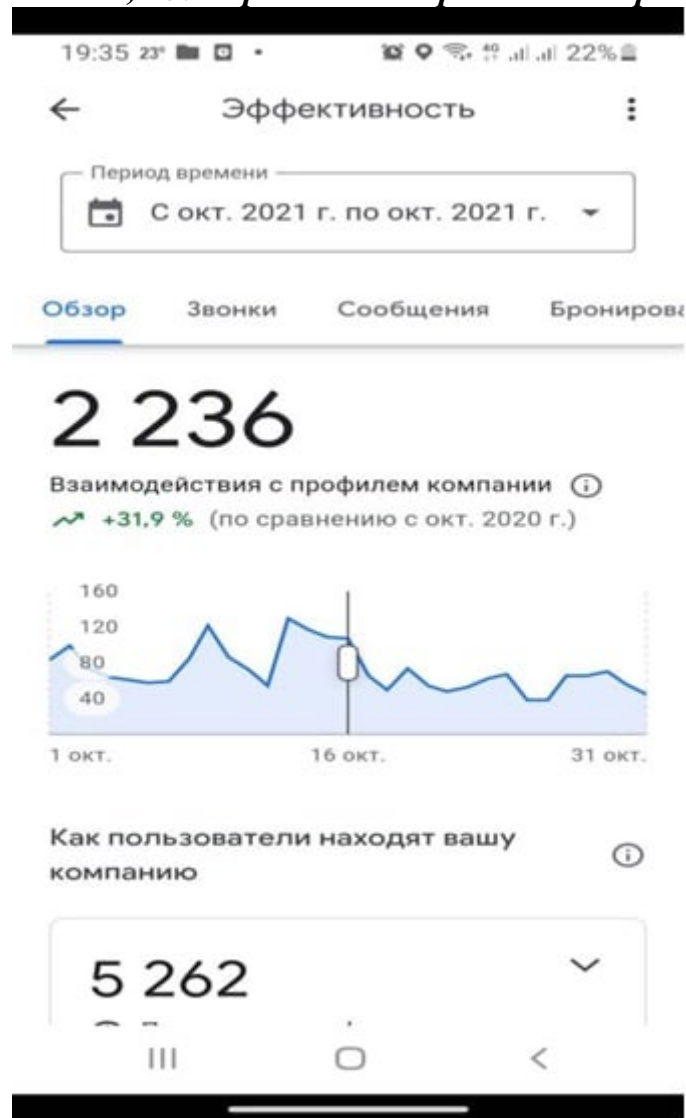 19:35 23° 22%
Эффективность
Период времени
С окт. 2021 г. по окт. 2021 г.
Обзор Звонки Сообщения Бронирова
2 236
Взаимодействия с профилем компании
+31,9 % (по сравнению с окт. 2020 г.)
160
120
80
40
1 окт. 16 окт. 31 окт.
Как пользователи находят вашу
компанию
5 262